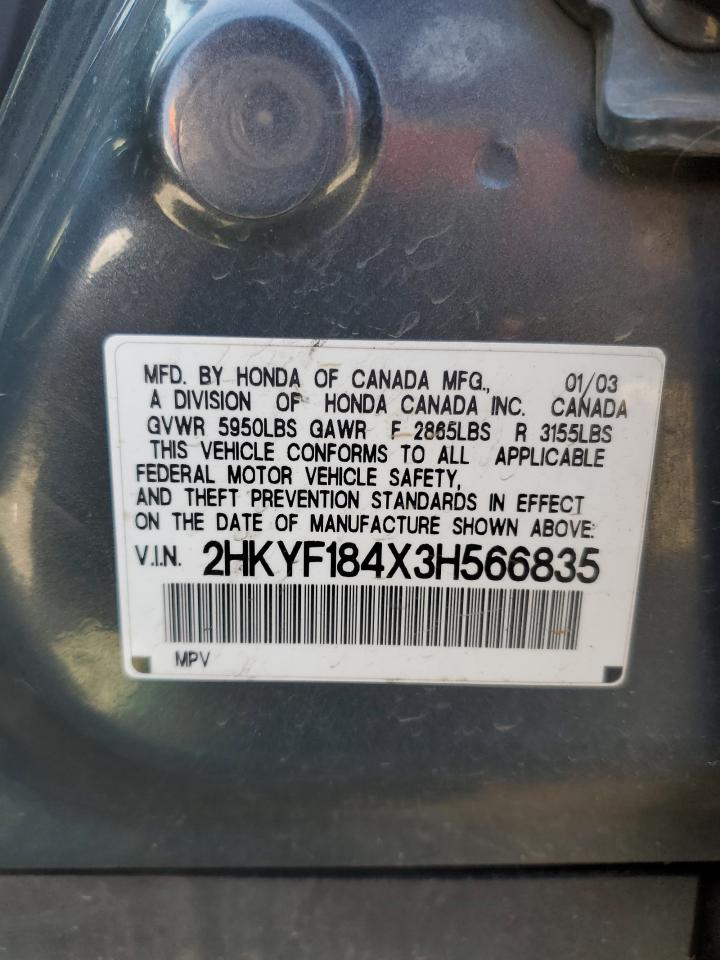 MFD. BY HONDA OF CANADA MFG., 01/03
A DIVISION OF HONDA CANADA INC. CANADA
GVWR 5950LBS GAWR F 2865LBS R 3155LBS
THIS VEHICLE CONFORMS TO ALL APPLICABLE
FEDERAL MOTOR VEHICLE SAFETY,
AND THEFT PREVENTION STANDARDS IN EFFECT
ON THE DATE OF MANUFACTURE SHOWN ABOVE:
V.I.N. 2HKYF184X3H566835
MPV